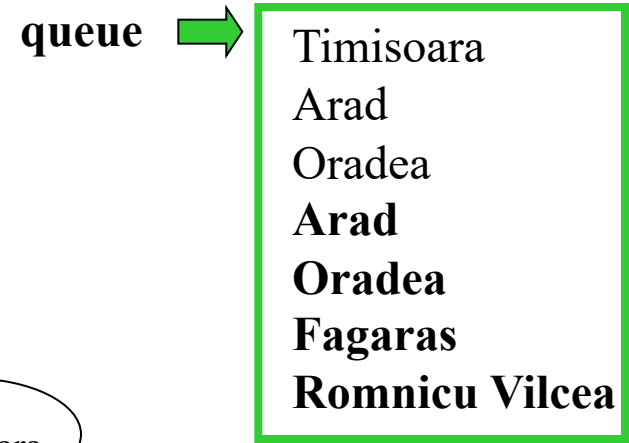 queue
Timisoara
Arad
Oradea
Arad
Oradea
Fagaras
Romnicu Vilcea